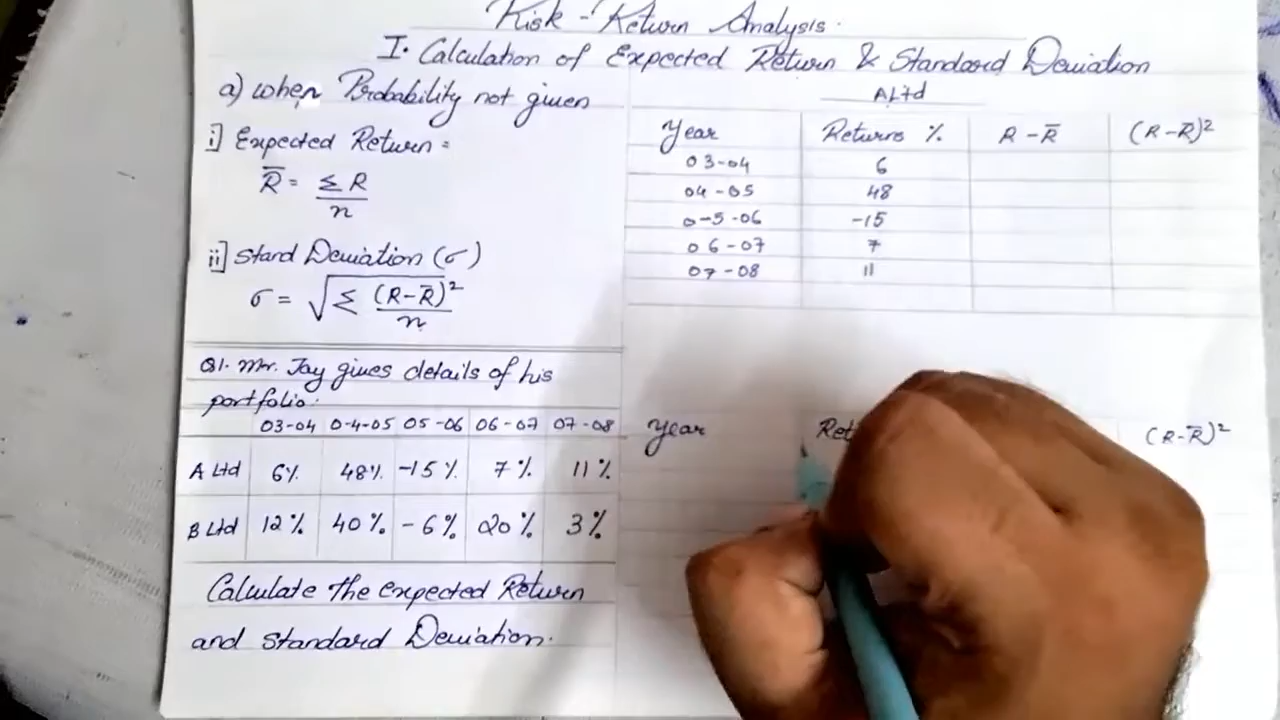 Risk - Return Analysis.
I. Calculation of Expected Return & Standard Deviation
a) when Probability not given
i] Expected Return =
R̅ = ΣR
n
ii] Stand Deviation (σ)
σ = √Σ (R-R̅)²
n
Q1. Mr. Jay gives details of his
portfolio.
03-04 0-4-05 05-06 06-07 07-08
A Ltd 6% 48% -15% 7% 11%
B Ltd 12% 40% -6% 20% 3%
Calculate the expected Return
and standard Deviation.
A Ltd
Year Returns % R-R̅ (R-R̅)²
03-04 6
04-05 48
0-5-06 -15
06-07 7
07-08 11
Year (R-R̅)²